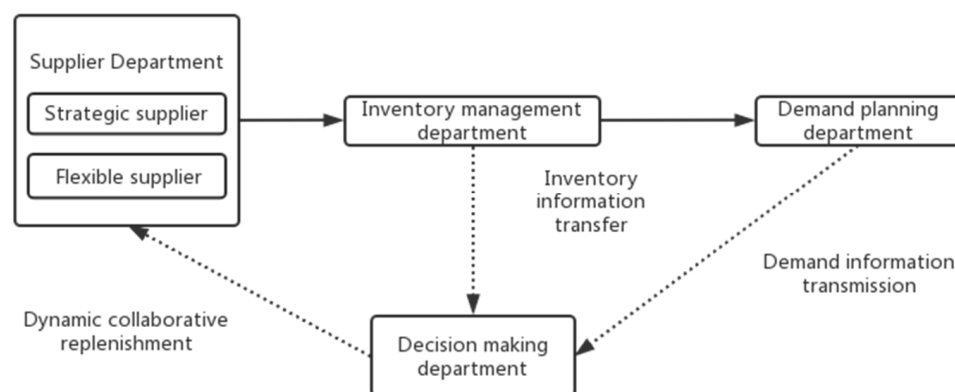 Supplier Department
Strategic supplier
Flexible supplier
Inventory management
department
Demand planning
department
Inventory
information
transfer
Demand information
transmission
Dynamic collaborative
replenishment
Decision making
department